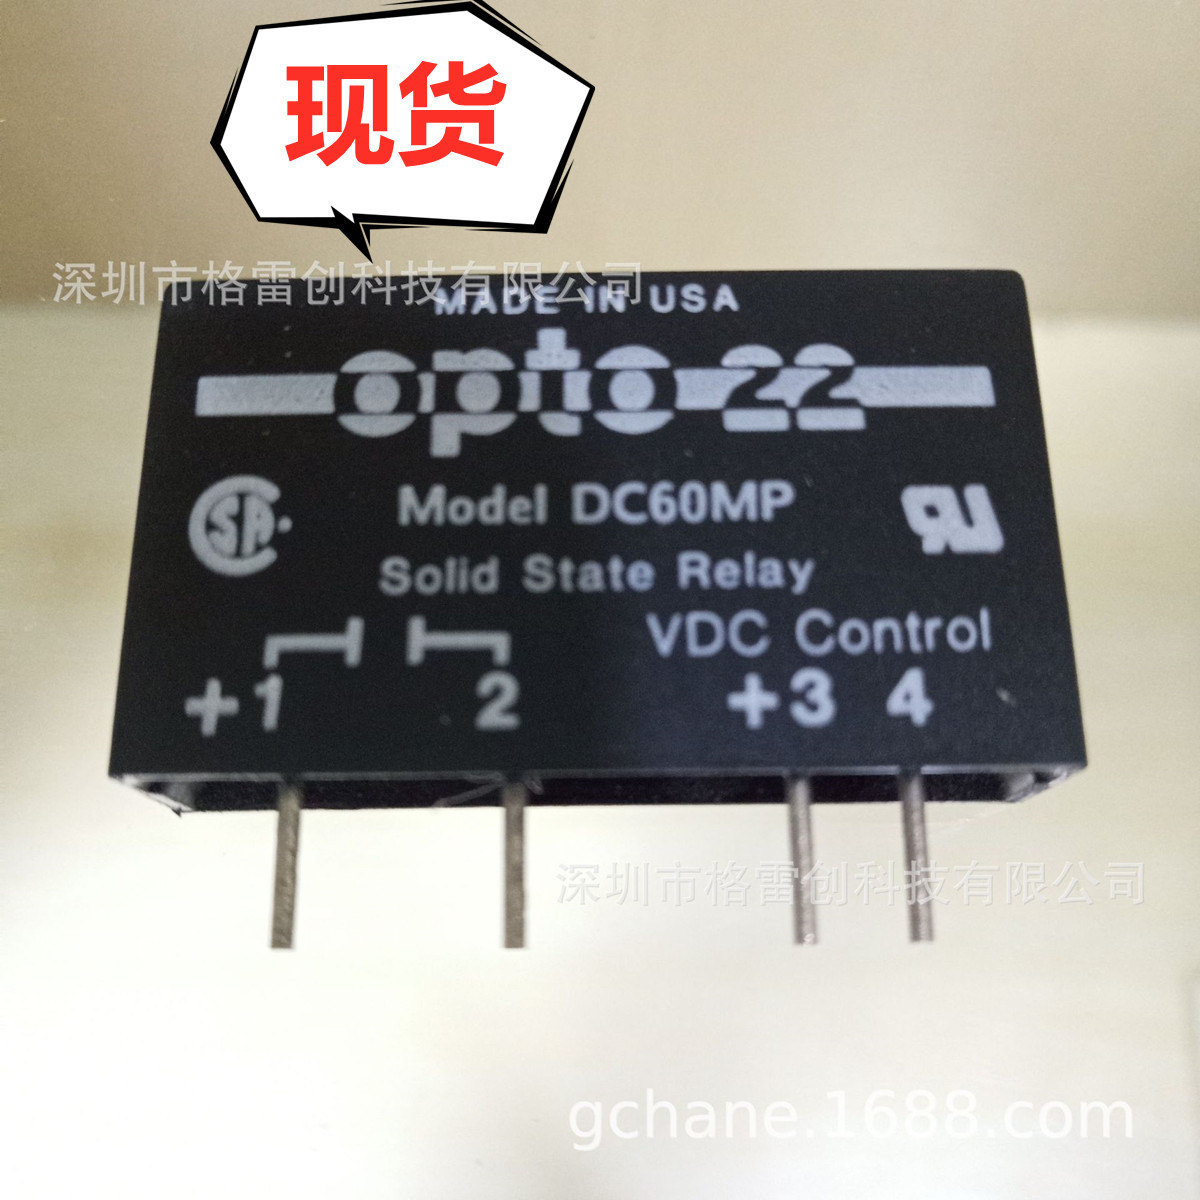 现货
深圳市格雷创科技有限公司
MADE IN USA
opto 22
Model DC60MP
Solid State Relay
VDC Control
+1 2 +3 4
深圳市格雷创科技有限公司
gchane.1688.com